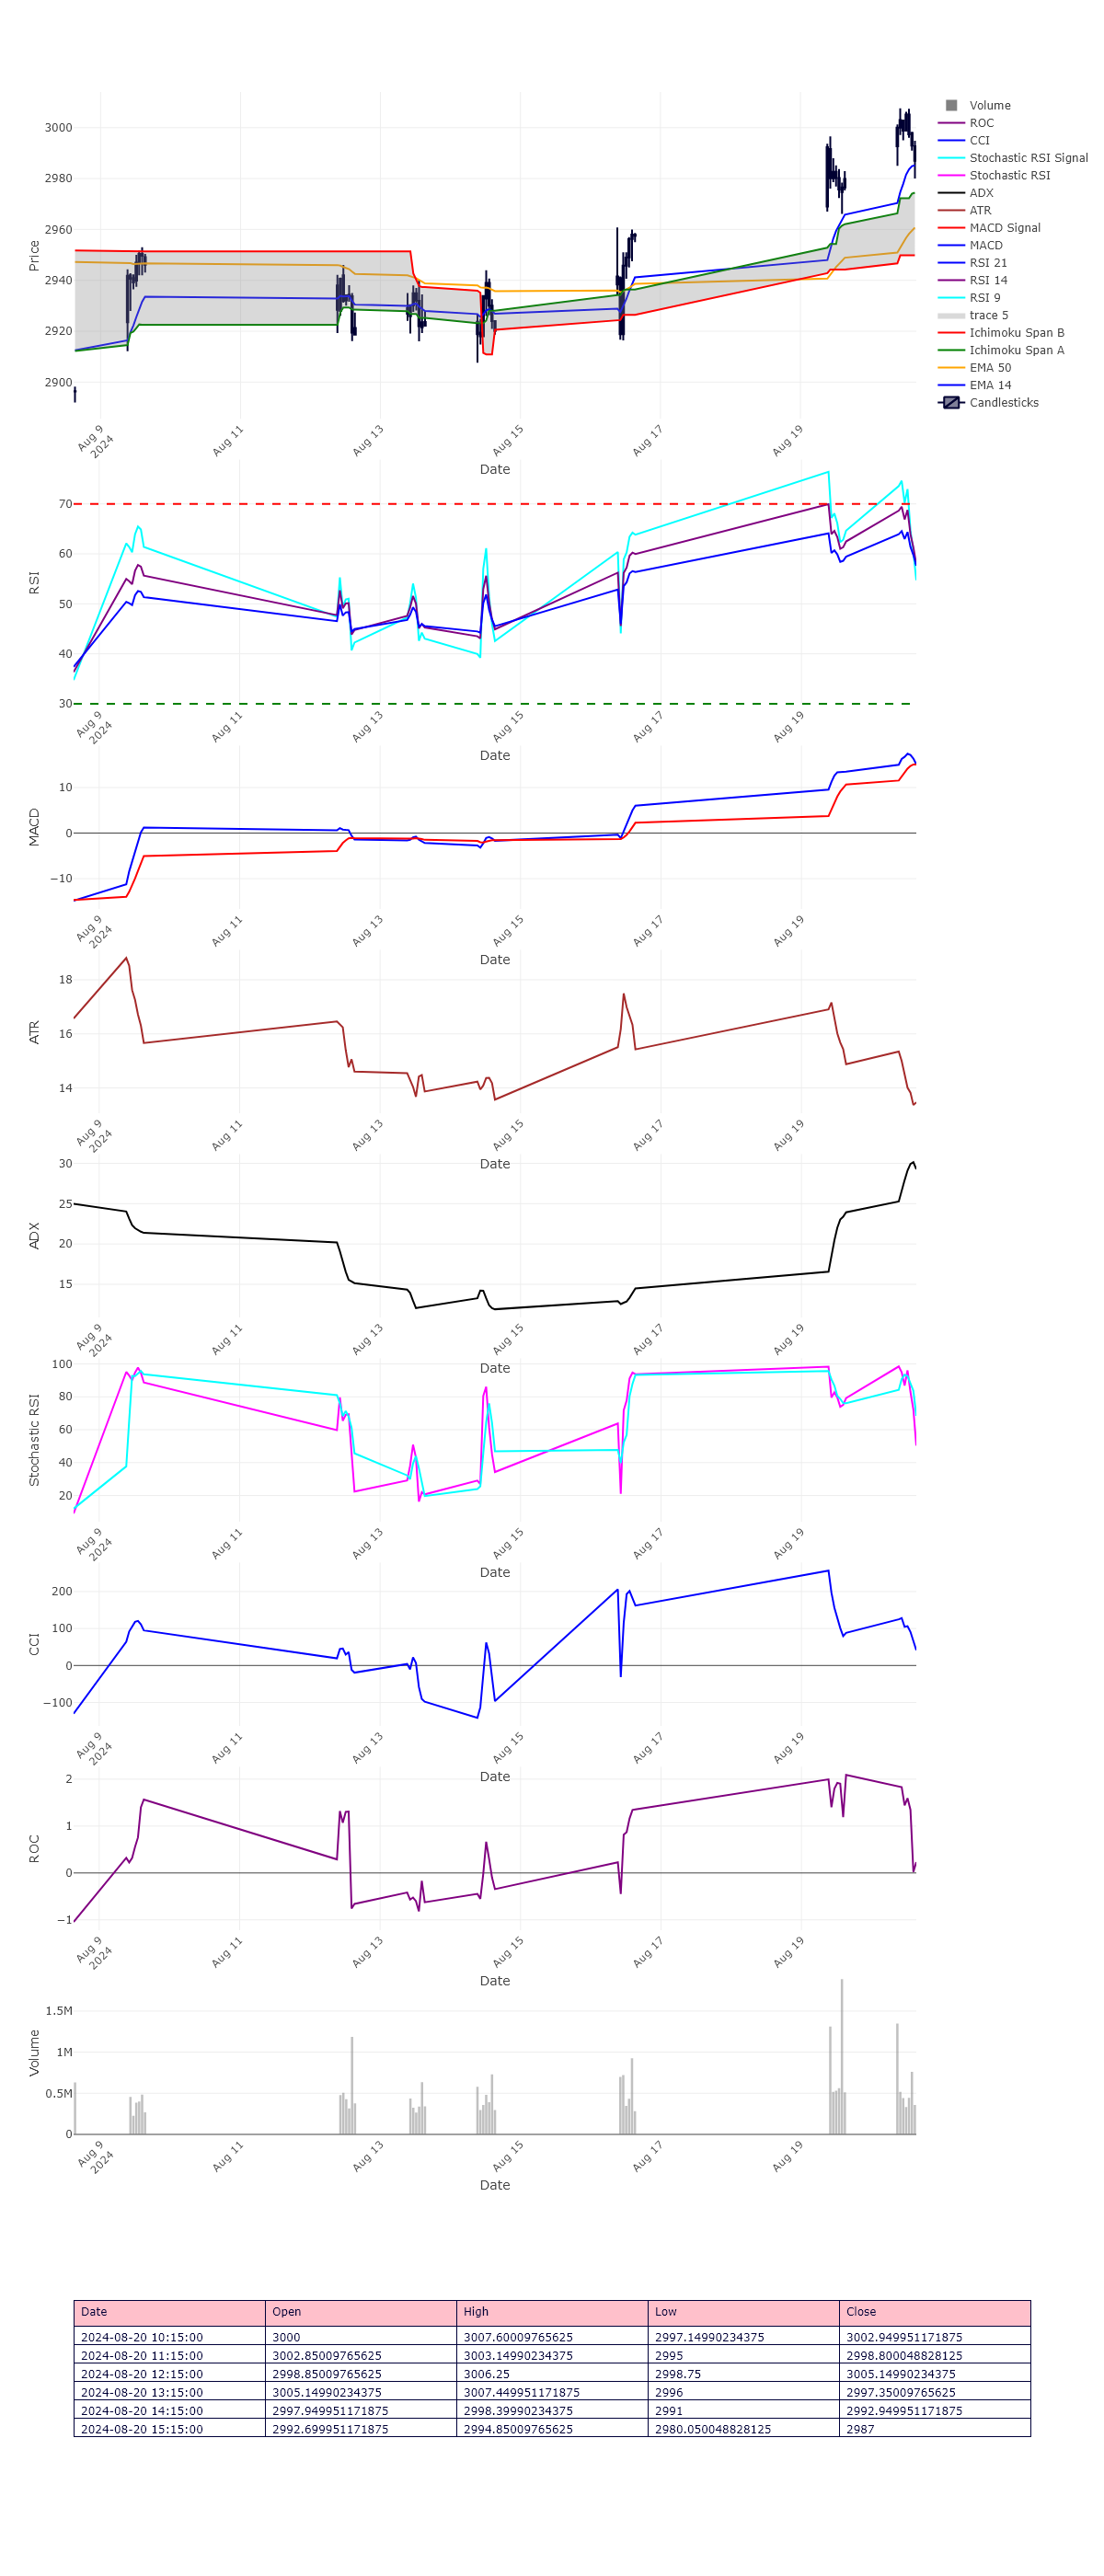 3000
2980
2960
2940
2920
2900
Price
Aug 9
2024
Aug 11
Aug 13
Aug 15
Aug 17
Aug 19
Date
Volume
ROC
CCI
Stochastic RSI Signal
Stochastic RSI
ADX
ATR
MACD Signal
MACD
RSI 21
RSI 14
RSI 9
trace 5
Ichimoku Span B
Ichimoku Span A
EMA 50
EMA 14
Candlesticks
70
60
50
40
30
RSI
Aug 9
2024
Aug 11
Aug 13
Aug 15
Aug 17
Aug 19
Date
10
0
−10
MACD
Aug 9
2024
Aug 11
Aug 13
Aug 15
Aug 17
Aug 19
Date
18
16
14
ATR
Aug 9
2024
Aug 11
Aug 13
Aug 15
Aug 17
Aug 19
Date
30
25
20
15
ADX
Aug 9
2024
Aug 11
Aug 13
Aug 15
Aug 17
Aug 19
Date
100
80
60
40
20
Stochastic RSI
Aug 9
2024
Aug 11
Aug 13
Aug 15
Aug 17
Aug 19
Date
200
100
0
−100
CCI
Aug 9
2024
Aug 11
Aug 13
Aug 15
Aug 17
Aug 19
Date
2
1
0
−1
ROC
Aug 9
2024
Aug 11
Aug 13
Aug 15
Aug 17
Aug 19
Date
1.5M
1M
0.5M
0
Volume
Aug 9
2024
Aug 11
Aug 13
Aug 15
Aug 17
Aug 19
Date
Date Open High Low Close
2024-08-20 10:15:00 3000 3007.60009765625 2997.14990234375 3002.949951171875
2024-08-20 11:15:00 3002.85009765625 3003.14990234375 2995 2998.800048828125
2024-08-20 12:15:00 2998.85009765625 3006.25 2998.75 3005.14990234375
2024-08-20 13:15:00 3005.14990234375 3007.449951171875 2996 2997.35009765625
2024-08-20 14:15:00 2997.949951171875 2998.39990234375 2991 2992.949951171875
2024-08-20 15:15:00 2992.699951171875 2994.85009765625 2980.050048828125 2987